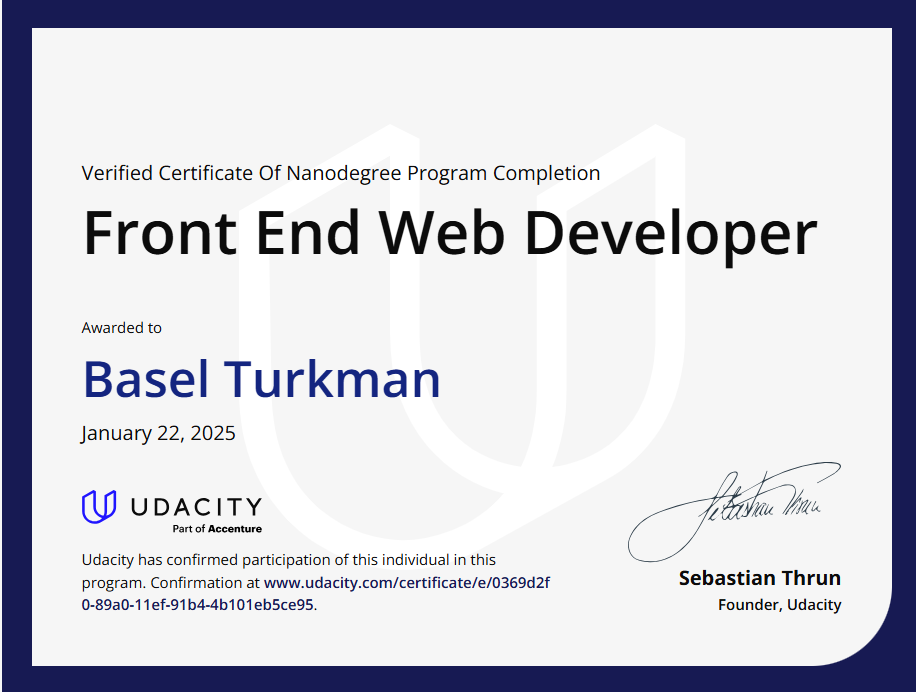 Verified Certificate Of Nanodegree Program Completion
Front End Web Developer
Awarded to
Basel Turkman
January 22, 2025
UDACITY
Part of Accenture
Udacity has confirmed participation of this individual in this
program. Confirmation at www.udacity.com/certificate/e/0369d2f
0-89a0-11ef-91b4-4b101eb5ce95.
Sebastian Thrun
Sebastian Thrun
Founder, Udacity